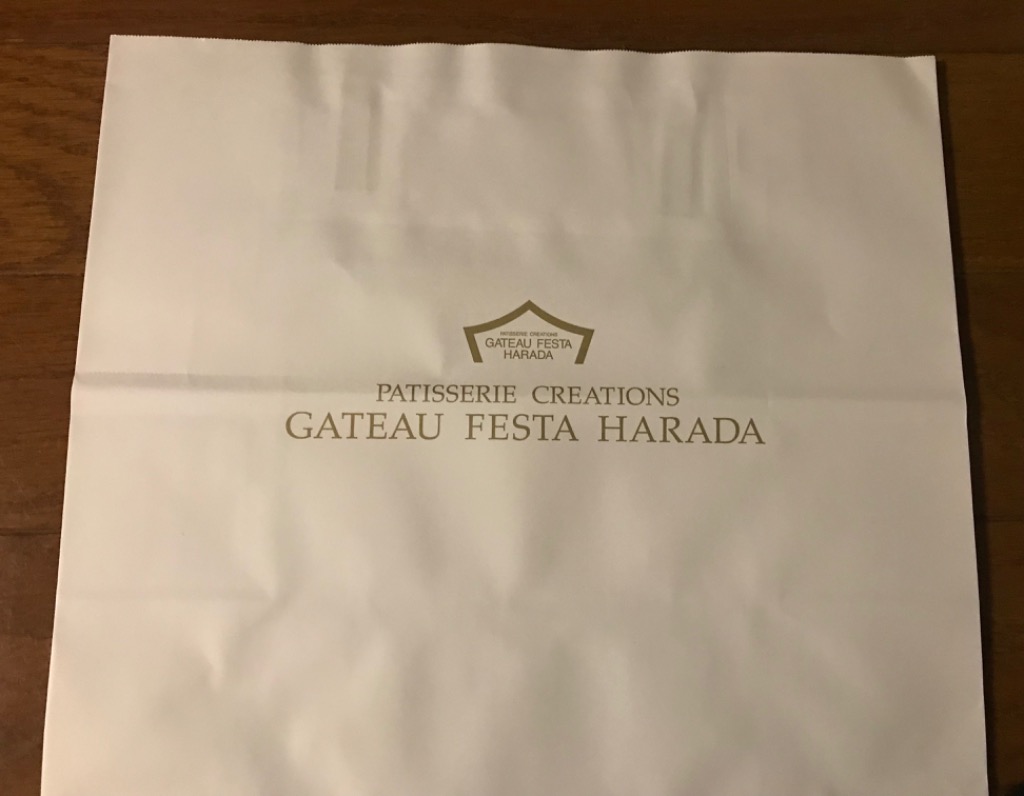 PATISSERIE CREATIONS
GATEAU FESTA
HARADA
PATISSERIE CREATIONS
GATEAU FESTA HARADA